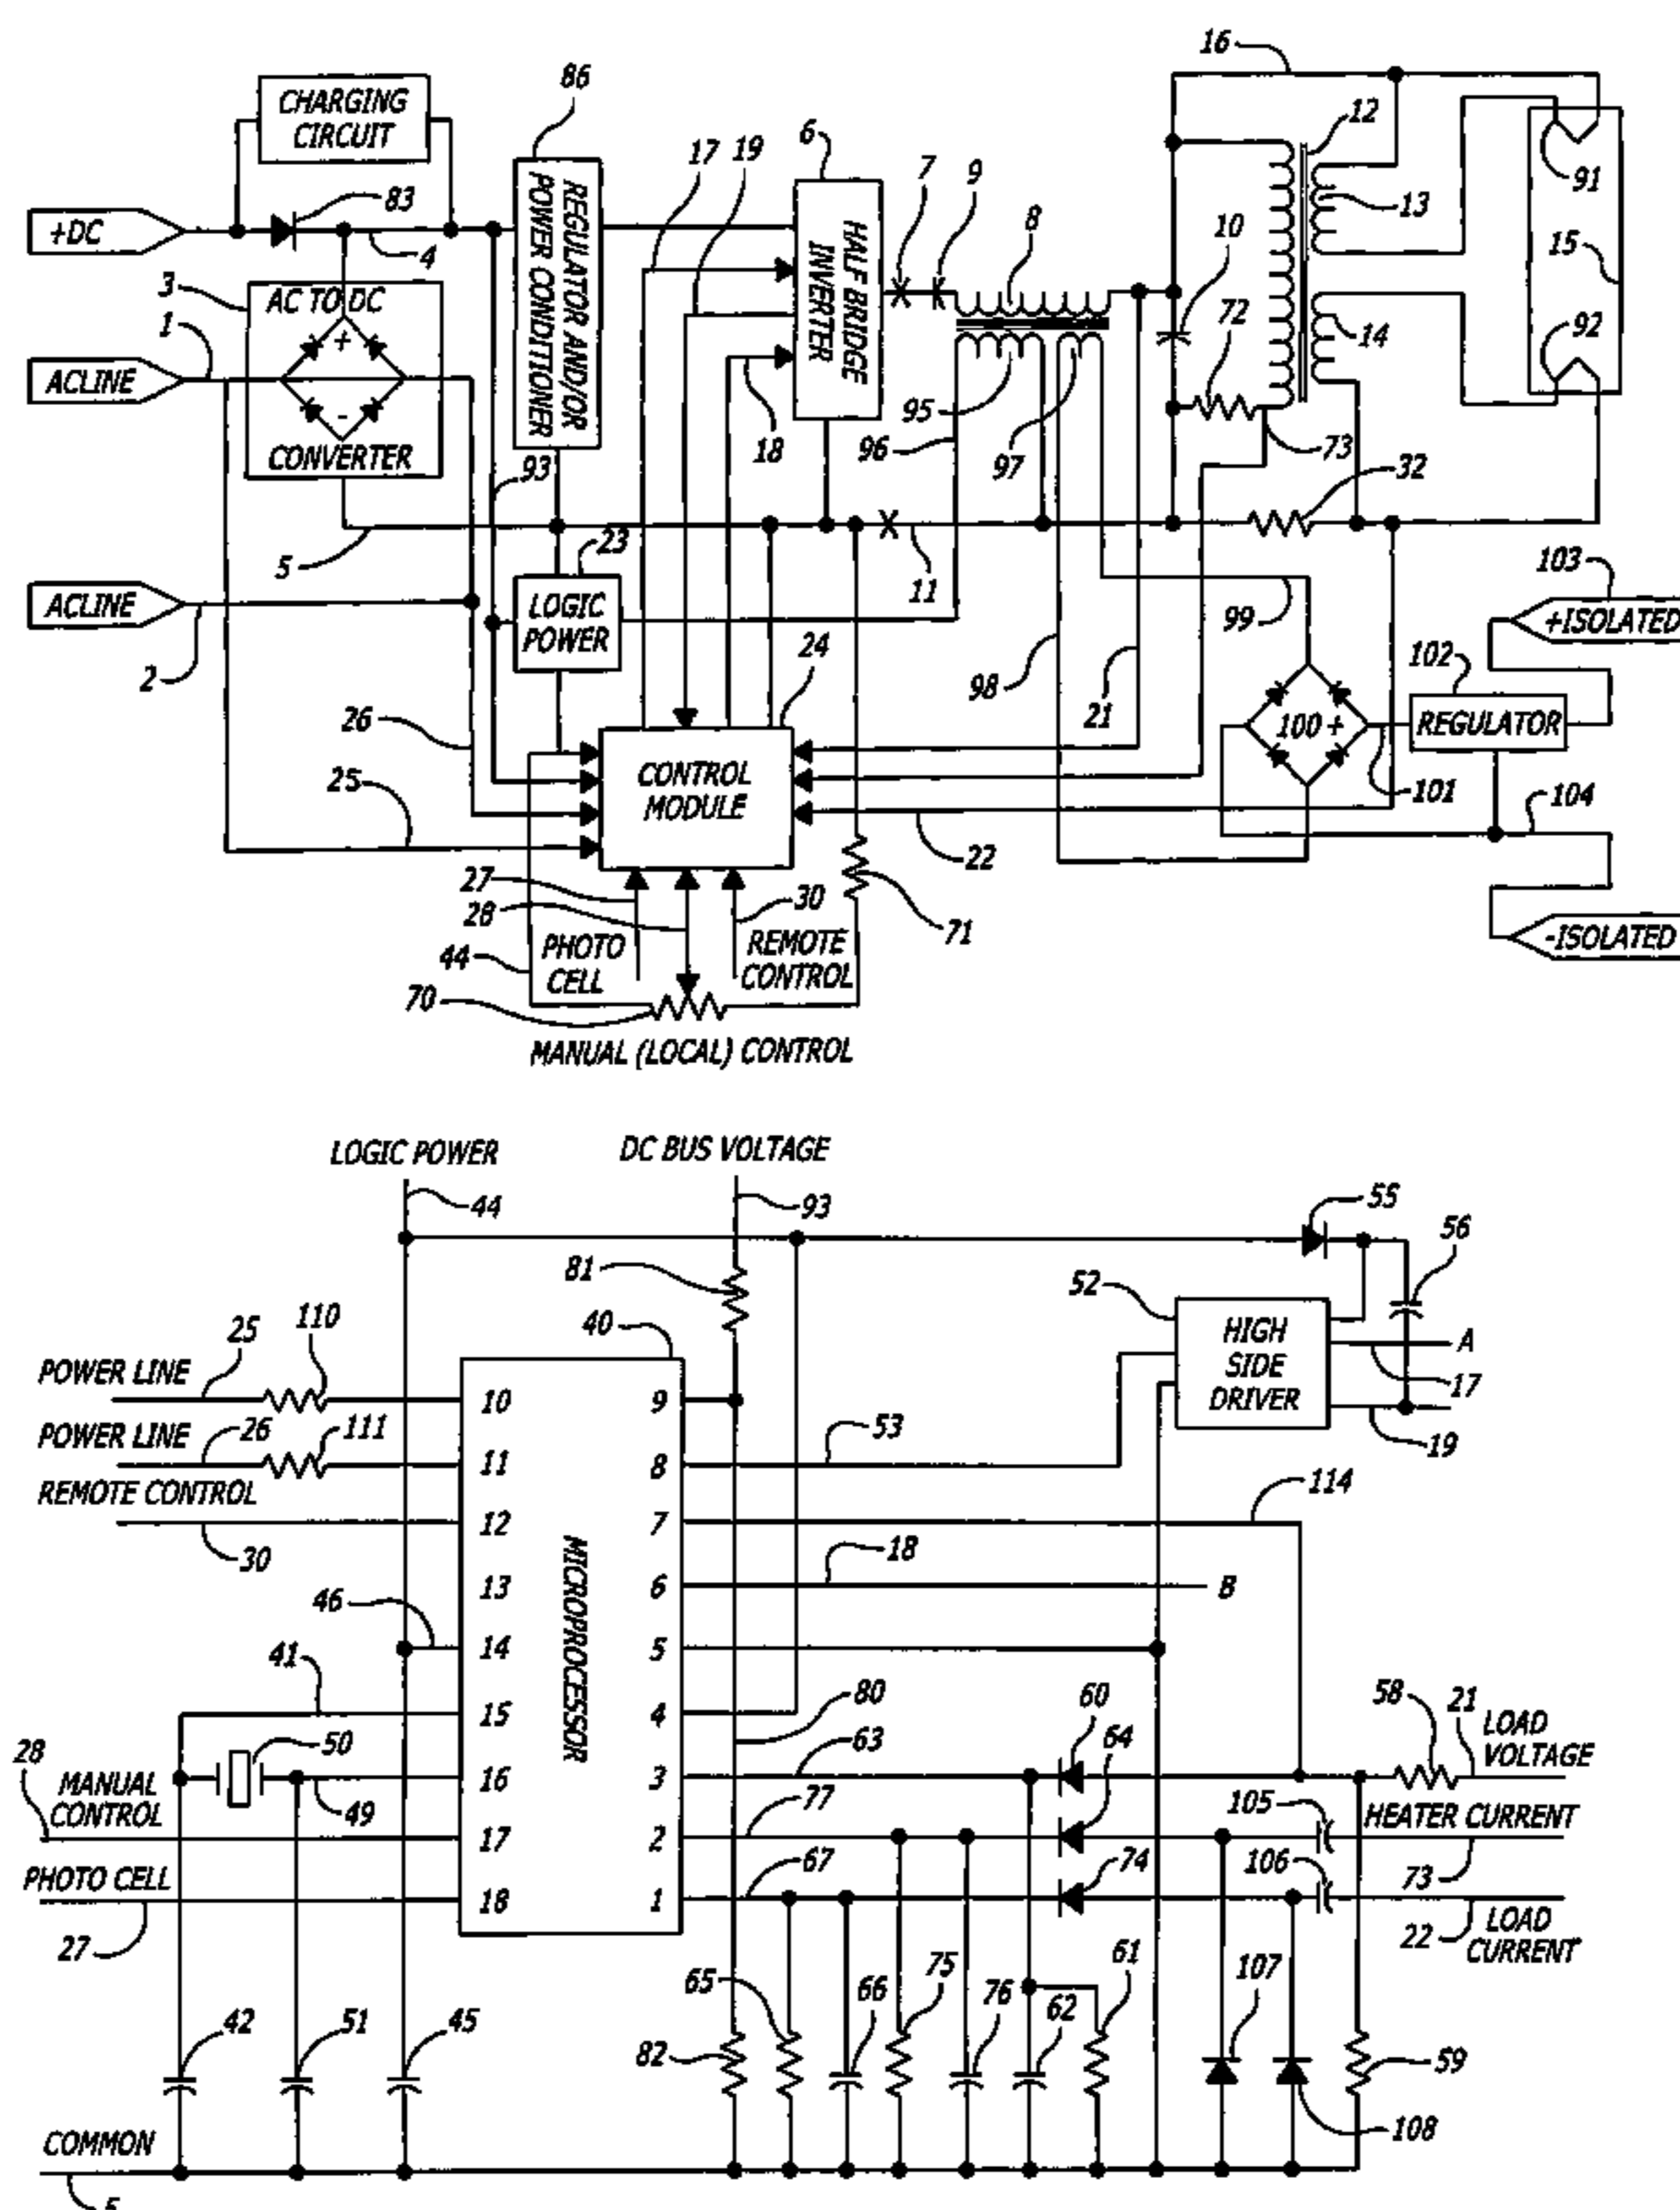 16
86
CHARGING
CIRCUIT
12
6
17
19
7
9
91
83
8
13
10
+DC
4
REGULATOR AND/OR
POWER CONDITIONER
HALF BRIDGE
INVERTER
15
3
AC TO DC
72
92
1
+
14
ACLINE
-
95
18
96
97
73
CONVERTER
93
32
5
23
11
103
ACLINE
LOGIC
POWER
99
+ISOLATED
24
102
2
98
21
26
100 +
REGULATOR
CONTROL
MODULE
25
101
104
22
27
30
28
71
PHOTO
CELL
REMOTE
CONTROL
44
-ISOLATED
70
MANUAL (LOCAL) CONTROL
LOGIC POWER
DC BUS VOLTAGE
44
93
55
56
81
52
HIGH
SIDE
DRIVER
25
110
40
A
POWER LINE
10
9
17
POWER LINE
26
111
53
11
8
19
REMOTE CONTROL
114
12
7
30
18
MICROPROCESSOR
13
6
B
46
14
5
41
80
60
58
21
15
4
64
LOAD
VOLTAGE
28
50
63
MANUAL
CONTROL
16
3
49
77
105
HEATER CURRENT
17
2
PHOTO CELL
67
74
106
73
18
1
27
22
LOAD
CURRENT
65
75
61
107
66
76
62
42
51
45
82
59
COMMON
108
5